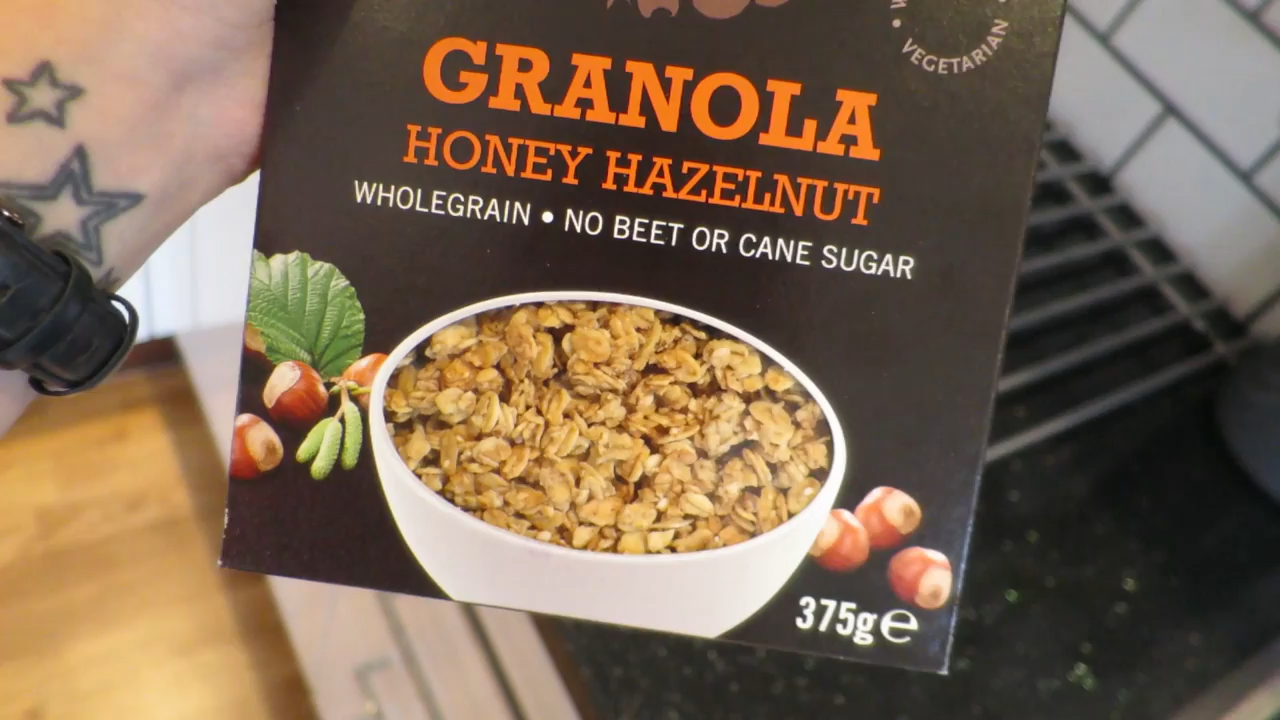 VEGETARIAN
GRANOLA
HONEY HAZELNUT
WHOLEGRAIN • NO BEET OR CANE SUGAR
375g℮